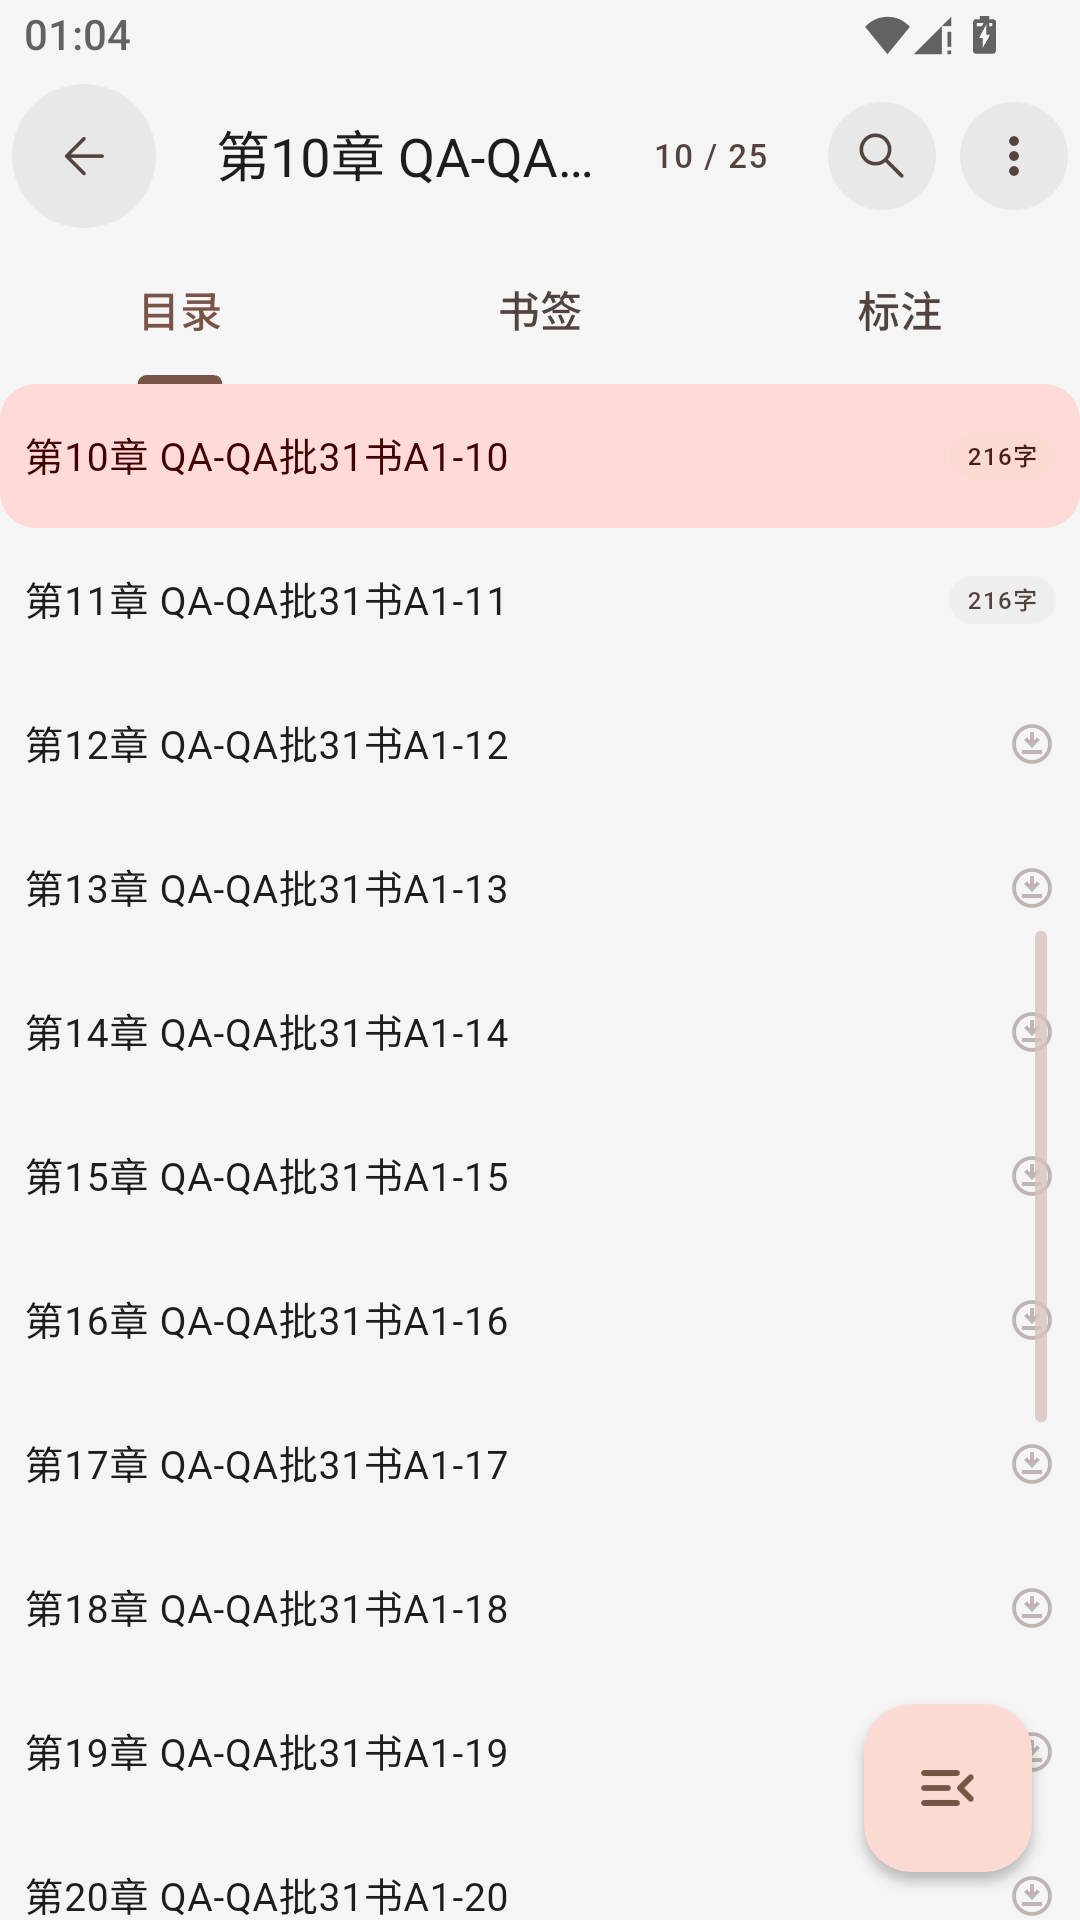 01:04
第10章 QA-QA…
10 / 25
目录
书签
标注
第10章 QA-QA批31书A1-10
216字
第11章 QA-QA批31书A1-11
216字
第12章 QA-QA批31书A1-12
第13章 QA-QA批31书A1-13
第14章 QA-QA批31书A1-14
第15章 QA-QA批31书A1-15
第16章 QA-QA批31书A1-16
第17章 QA-QA批31书A1-17
第18章 QA-QA批31书A1-18
第19章 QA-QA批31书A1-19
第20章 QA-QA批31书A1-20